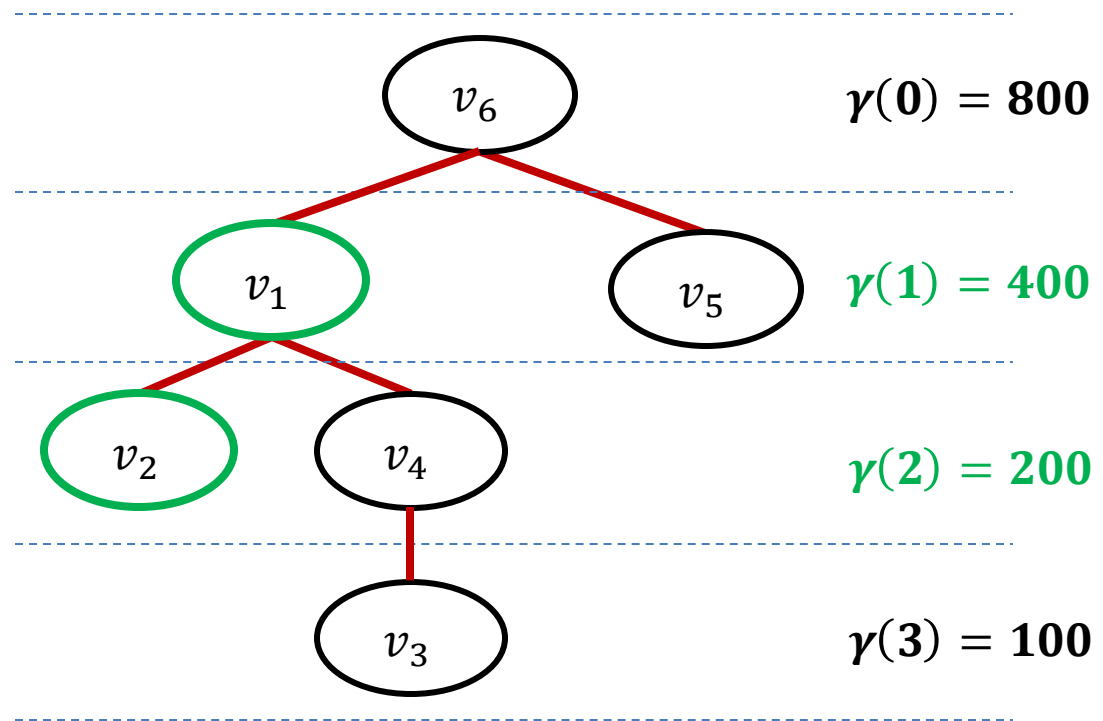 v₆ γ(0) = 800
v₁ v₅ γ(1) = 400
v₂ v₄ γ(2) = 200
v₃ γ(3) = 100